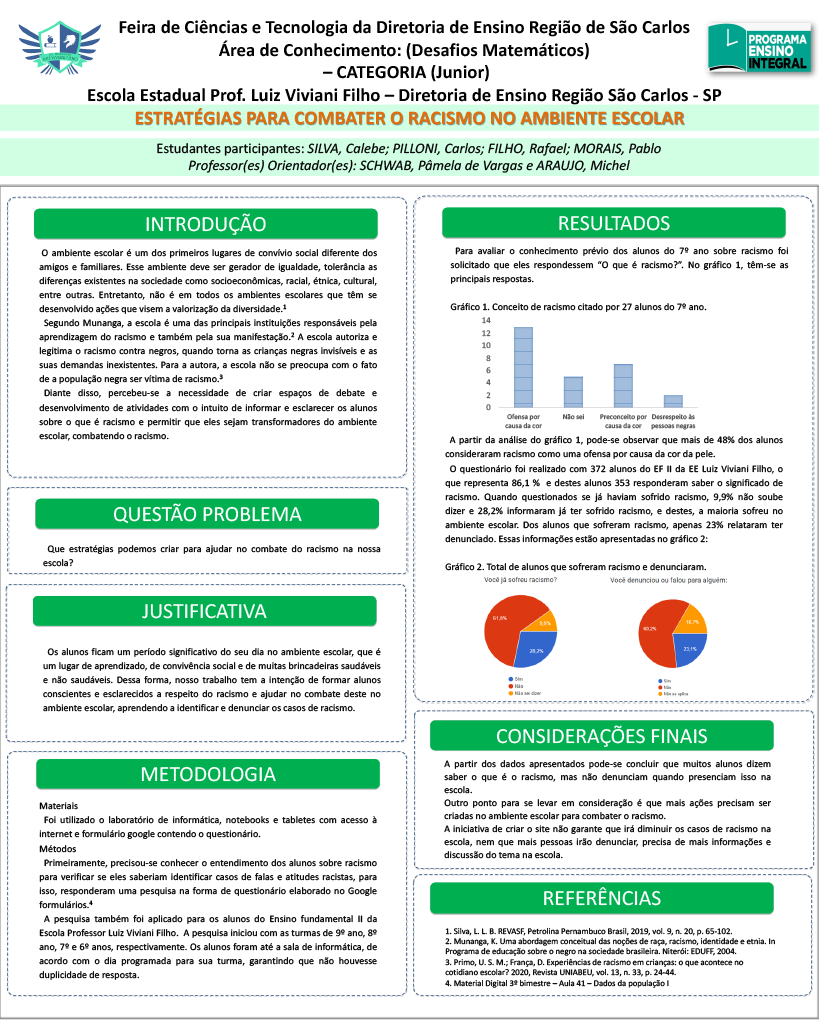 Feira de Ciências e Tecnologia da Diretoria de Ensino Região de São Carlos
Área de Conhecimento: (Desafios Matemáticos)
– CATEGORIA (Junior)
Escola Estadual Prof. Luiz Viviani Filho – Diretoria de Ensino Região São Carlos - SP
PROGRAMA
ENSINO
INTEGRAL
ESTRATÉGIAS PARA COMBATER O RACISMO NO AMBIENTE ESCOLAR
Estudantes participantes: SILVA, Calebe; PILLONI, Carlos; FILHO, Rafael; MORAIS, Pablo
Professor(es) Orientador(es): SCHWAB, Pâmela de Vargas e ARAUJO, Michel
INTRODUÇÃO
O ambiente escolar é um dos primeiros lugares de convívio social diferente dos
amigos e familiares. Esse ambiente deve ser gerador de igualdade, tolerância as
diferenças existentes na sociedade como socioeconômicas, racial, étnica, cultural,
entre outras. Entretanto, não é em todos os ambientes escolares que têm se
desenvolvido ações que visem a valorização da diversidade.¹
Segundo Munanga, a escola é uma das principais instituições responsáveis pela
aprendizagem do racismo e também pela sua manifestação.² A escola autoriza e
legitima o racismo contra negros, quando torna as crianças negras invisíveis e as
suas demandas inexistentes. Para a autora, a escola não se preocupa com o fato
de a população negra ser vítima de racismo.³
Diante disso, percebeu-se a necessidade de criar espaços de debate e
desenvolvimento de atividades com o intuito de informar e esclarecer os alunos
sobre o que é racismo e permitir que eles sejam transformadores do ambiente
escolar, combatendo o racismo.
QUESTÃO PROBLEMA
Que estratégias podemos criar para ajudar no combate do racismo na nossa
escola?
JUSTIFICATIVA
Os alunos ficam um período significativo do seu dia no ambiente escolar, que é
um lugar de aprendizado, de convivência social e de muitas brincadeiras saudáveis
e não saudáveis. Dessa forma, nosso trabalho tem a intenção de formar alunos
conscientes e esclarecidos a respeito do racismo e ajudar no combate deste no
ambiente escolar, aprendendo a identificar e denunciar os casos de racismo.
METODOLOGIA
Materiais
Foi utilizado o laboratório de informática, notebooks e tabletes com acesso à
internet e formulário google contendo o questionário.
Métodos
Primeiramente, precisou-se conhecer o entendimento dos alunos sobre racismo
para verificar se eles saberiam identificar casos de falas e atitudes racistas, para
isso, responderam uma pesquisa na forma de questionário elaborado no Google
formulários.⁴
A pesquisa também foi aplicado para os alunos do Ensino fundamental II da
Escola Professor Luiz Viviani Filho. A pesquisa iniciou com as turmas de 9º ano, 8º
ano, 7º e 6º anos, respectivamente. Os alunos foram até a sala de informática, de
acordo com o dia programada para sua turma, garantindo que não houvesse
duplicidade de resposta.
RESULTADOS
Para avaliar o conhecimento prévio dos alunos do 7º ano sobre racismo foi
solicitado que eles respondessem “O que é racismo?”. No gráfico 1, têm-se as
principais respostas.
Gráfico 1. Conceito de racismo citado por 27 alunos do 7º ano.
14
12
10
8
6
4
2
0
Ofensa por causa da cor
Não sei
Preconceito por causa da cor
Desrespeito às pessoas negras
A partir da análise do gráfico 1, pode-se observar que mais de 48% dos alunos
consideraram racismo como uma ofensa por causa da cor da pele.
O questionário foi realizado com 372 alunos do EF II da EE Luiz Viviani Filho, o
que representa 86,1 % e destes alunos 353 responderam saber o significado de
racismo. Quando questionados se já haviam sofrido racismo, 9,9% não soube
dizer e 28,2% informaram já ter sofrido racismo, e destes, a maioria sofreu no
ambiente escolar. Dos alunos que sofreram racismo, apenas 23% relataram ter
denunciado. Essas informações estão apresentadas no gráfico 2:
Gráfico 2. Total de alunos que sofreram racismo e denunciaram.
Você já sofreu racismo?
61,8%
28,2%
Sim
Não
Não sei dizer
Você denunciou ou falou para alguém:
60,2%
16,7%
23,1%
Sim
Não
Não se aplica
CONSIDERAÇÕES FINAIS
A partir dos dados apresentados pode-se concluir que muitos alunos dizem
saber o que é o racismo, mas não denunciam quando presenciam isso na
escola.
Outro ponto para se levar em consideração é que mais ações precisam ser
criadas no ambiente escolar para combater o racismo.
A iniciativa de criar o site não garante que irá diminuir os casos de racismo na
escola, nem que mais pessoas irão denunciar, precisa de mais informações e
discussão do tema na escola.
REFERÊNCIAS
1. Silva, L. L. B. REVASF, Petrolina Pernambuco Brasil, 2019, vol. 9, n. 20, p. 65-102.
2. Munanga, K. Uma abordagem conceitual das noções de raça, racismo, identidade e etnia. In
Programa de educação sobre o negro na sociedade brasileira. Niterói: EDUFF, 2004.
3. Primo, U. S. M.; França, D. Experiências de racismo em crianças: o que acontece no
cotidiano escolar? 2020, Revista UNIABEU, vol. 13, n. 33, p. 24-44.
4. Material Digital 3º bimestre – Aula 41 – Dados da população I